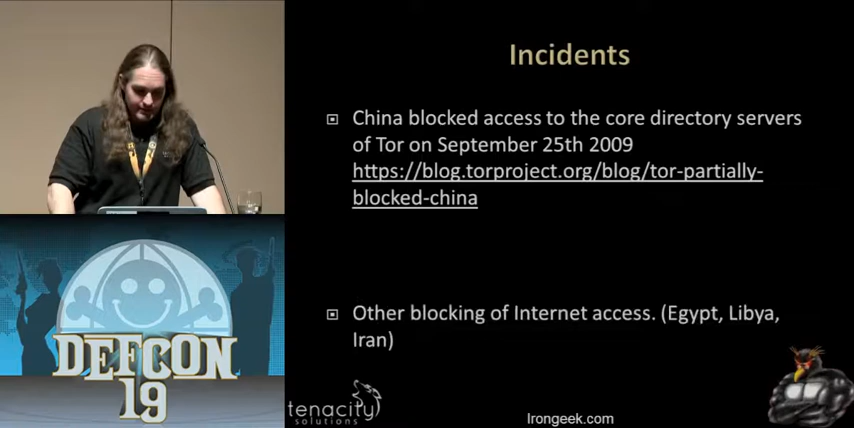 Incidents
China blocked access to the core directory servers
of Tor on September 25th 2009
https://blog.torproject.org/blog/tor-partially-
blocked-china
Other blocking of Internet access. (Egypt, Libya,
Iran)
DEFCON
19
tenacity
solutions
Irongeek.com